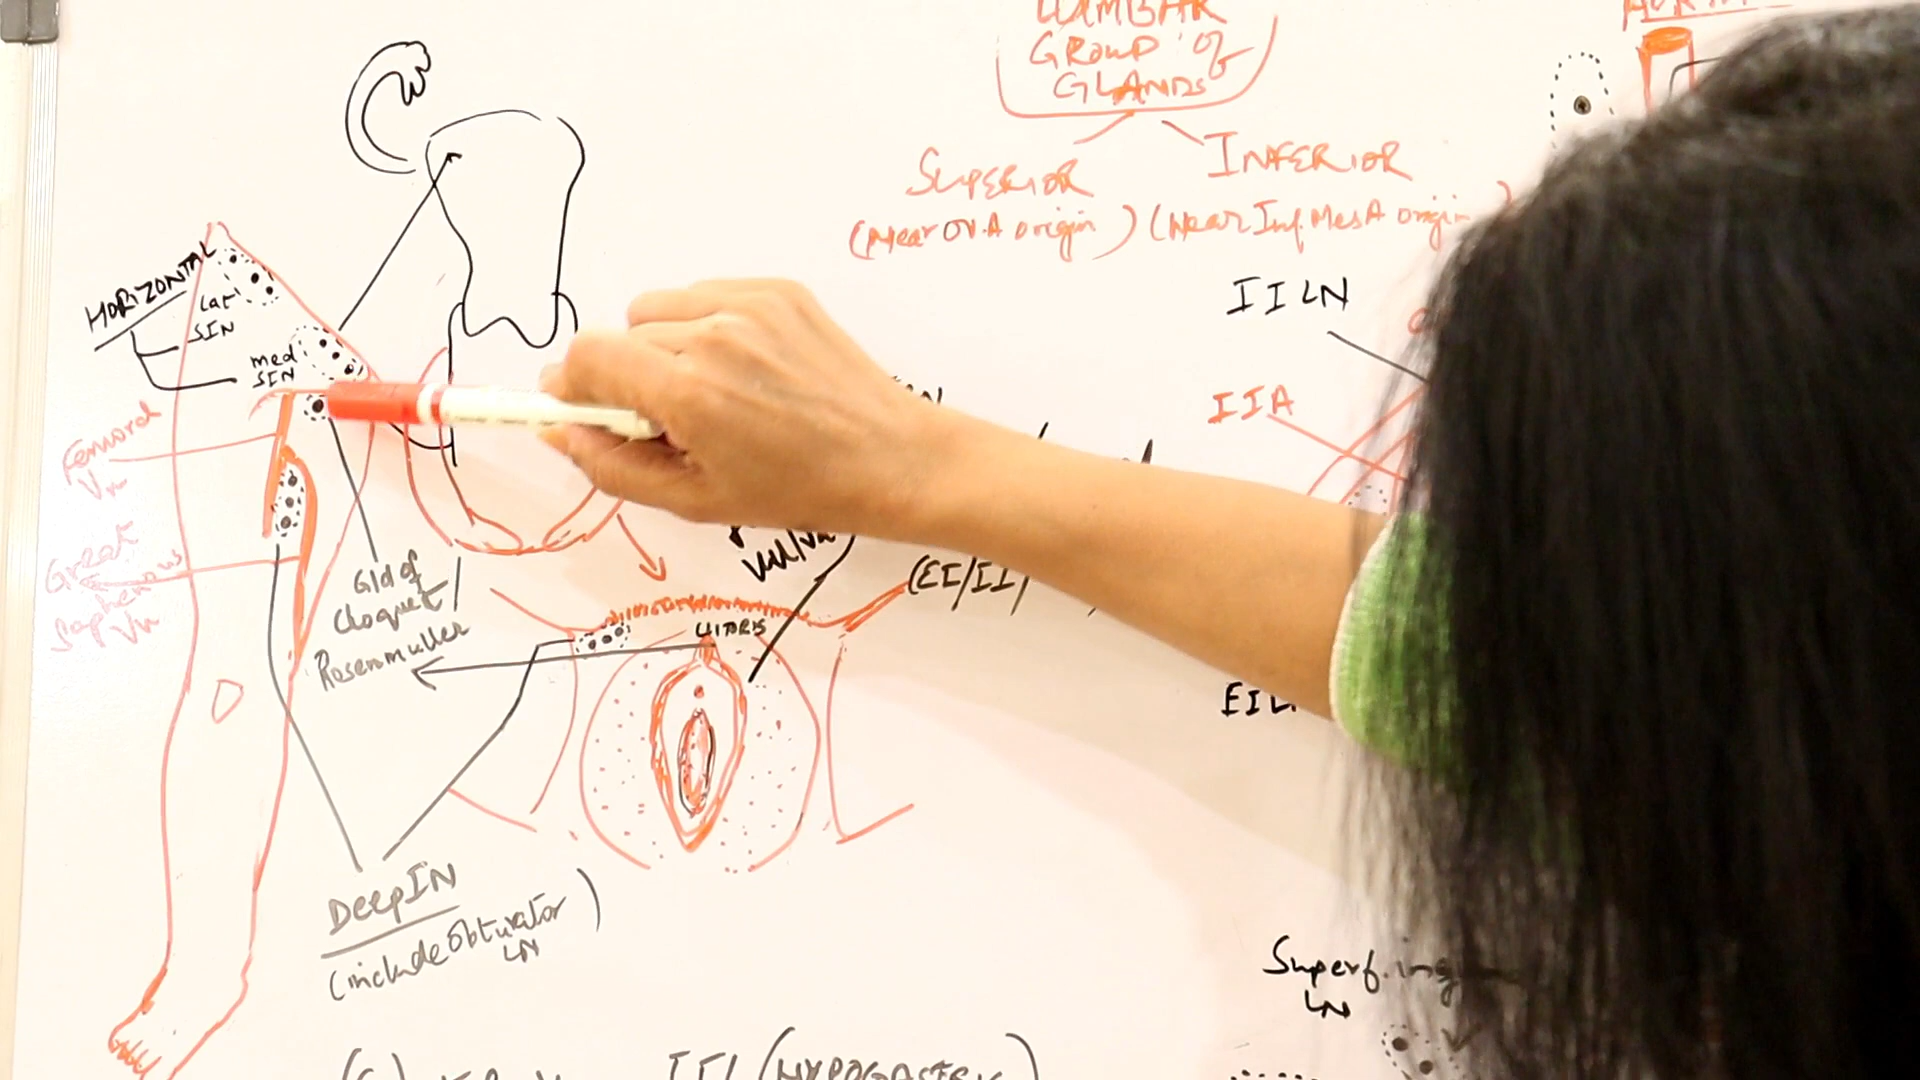 LUMBAR
GROUP of
GLANDS
SUPERIOR
(Near OV.A origin)
INFERIOR
(Near Inf.Mes A origin
HORIZONTAL
Lat
SIN
med
SIN
Femoral
Vn
Great
Saphenous
Vn
Gld of
Cloquet/
Rosenmuller
IILN
IIA
(EI/II/
CLITORIS
DeepIN
(include obturator
LN
)
Superf. ing
LN
(HYPOGASTRIC)